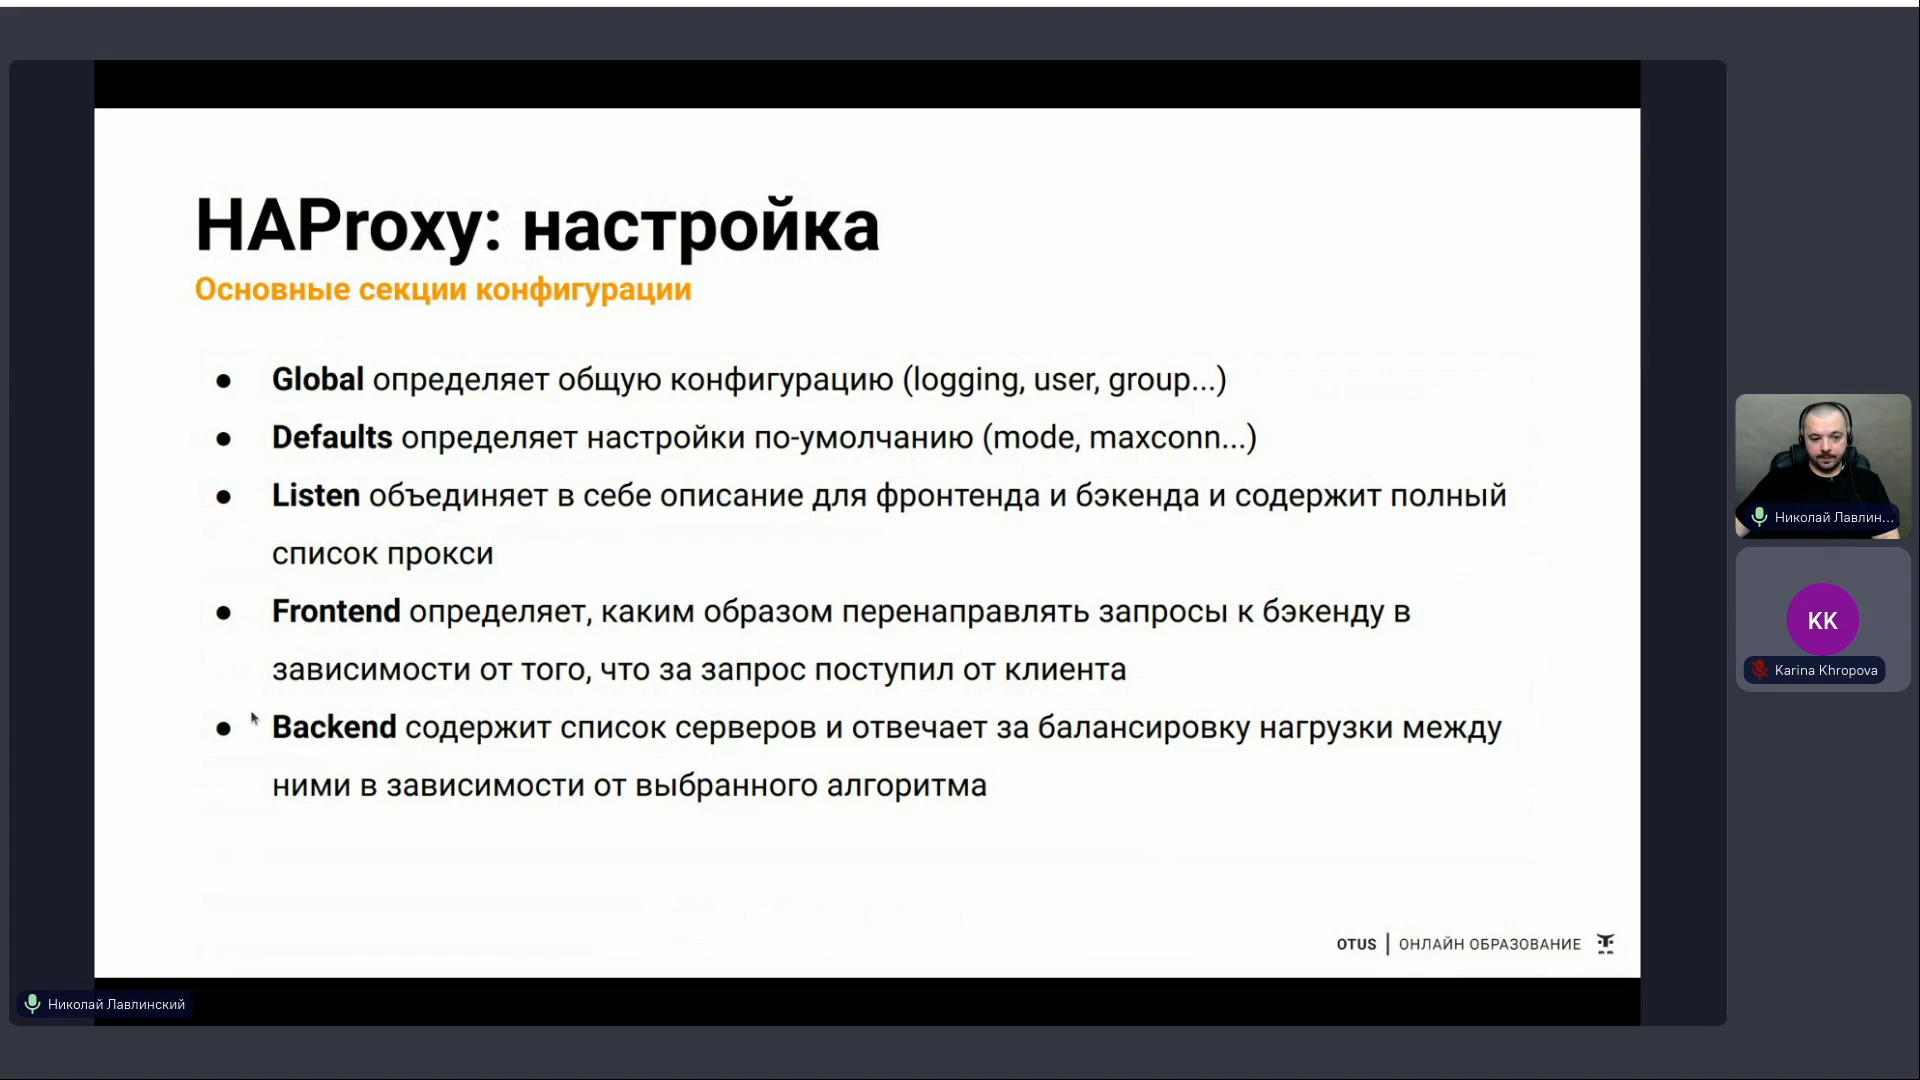 HAProxy: настройка
Основные секции конфигурации
● Global определяет общую конфигурацию (logging, user, group...)
● Defaults определяет настройки по-умолчанию (mode, maxconn...)
● Listen объединяет в себе описание для фронтенда и бэкенда и содержит полный
список прокси
● Frontend определяет, каким образом перенаправлять запросы к бэкенду в
зависимости от того, что за запрос поступил от клиента
● Backend содержит список серверов и отвечает за балансировку нагрузки между
ними в зависимости от выбранного алгоритма
OTUS | ОНЛАЙН ОБРАЗОВАНИЕ
Николай Лавлинский
Николай Лавлин...
KK
Karina Khropova